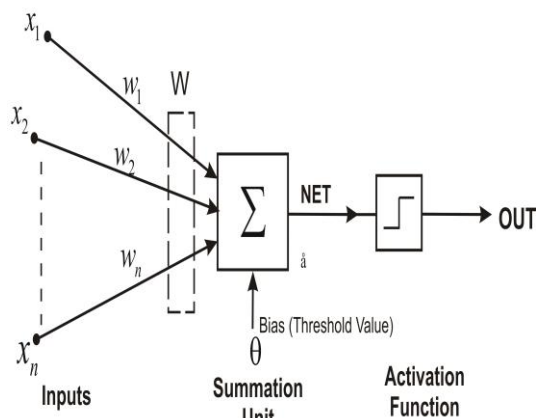 x₁
w₁
W
x₂
w₂
Σ
NET
OUT
wₙ
å
Bias (Threshold Value)
θ
xₙ
Inputs
Summation
Unit
Activation
Function